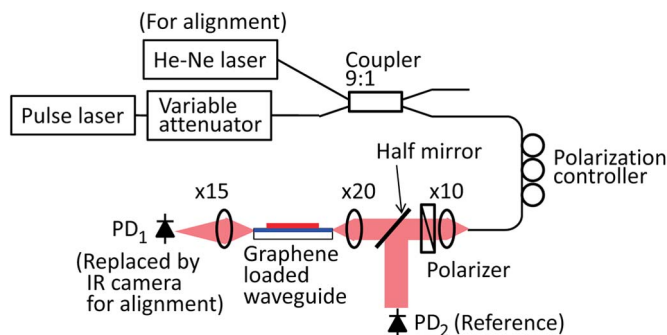 (For alignment)
He-Ne laser
Coupler
9:1
Pulse laser
Variable
attenuator
Half mirror
Polarization
controller
x15
x20
x10
PD1
(Replaced by
IR camera
for alignment)
Graphene
loaded
waveguide
Polarizer
PD2 (Reference)